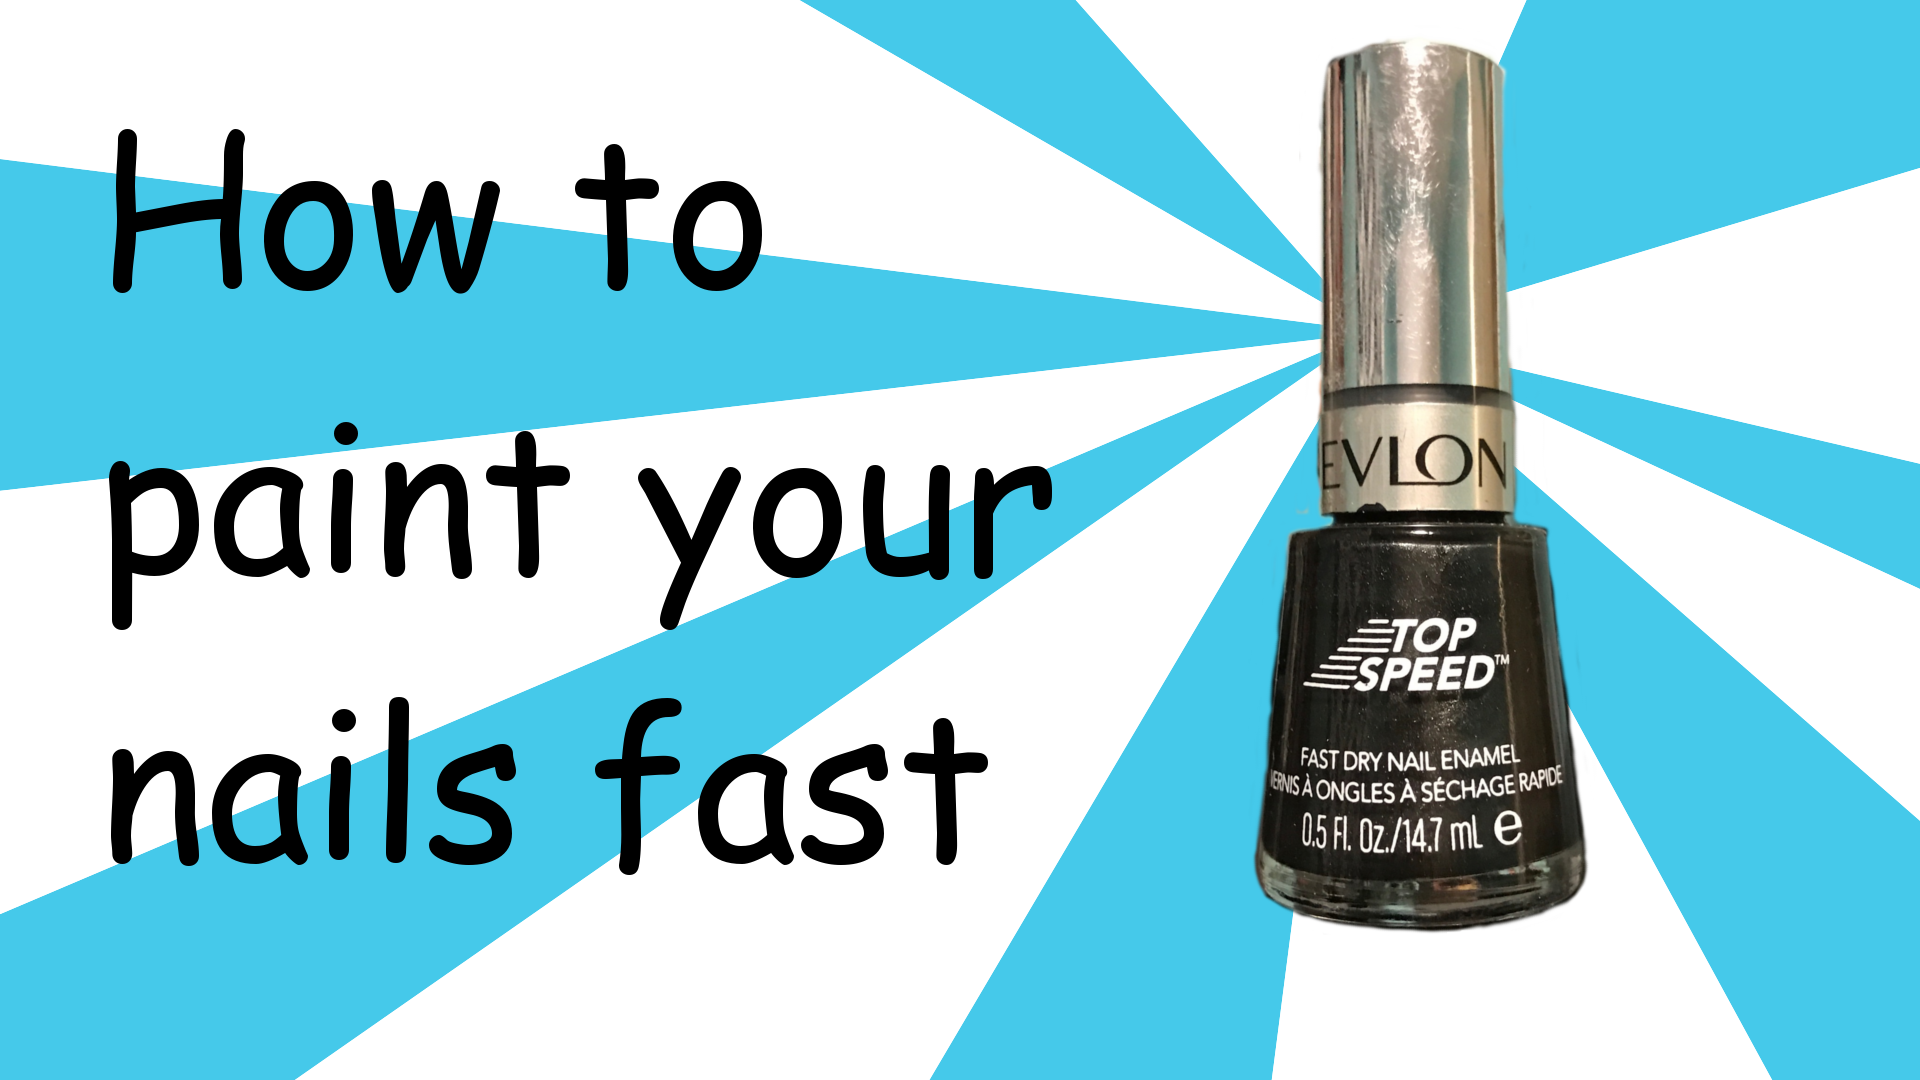 How to
paint your
nails fast
EVLON
TOP
SPEED™
FAST DRY NAIL ENAMEL
VERNIS À ONGLES À SÉCHAGE RAPIDE
0.5 Fl. Oz./14.7 mL e